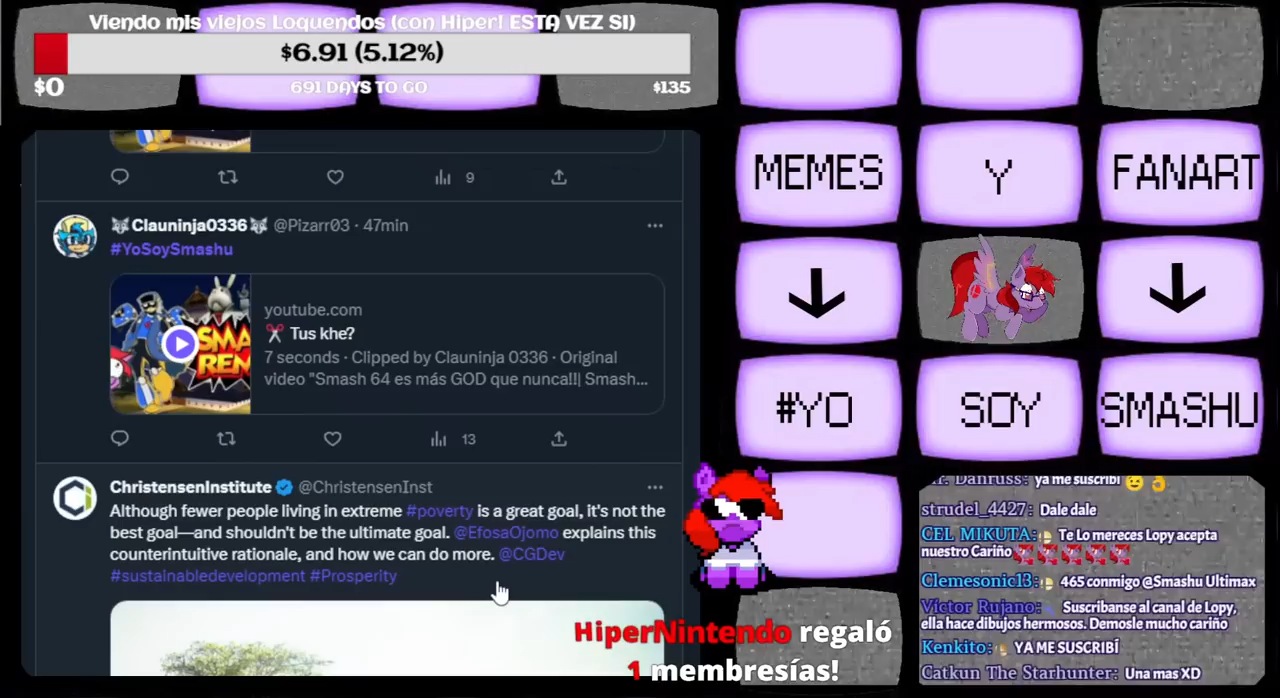 Viendo mis viejos Loquendos (con Hiper! ESTA VEZ SI)
$6.91 (5.12%)
$0
691 DAYS TO GO
$135
9
Clauninja0336 @Pizarr03 · 47min
#YoSoySmashu
youtube.com
Tus khe?
7 seconds · Clipped by Clauninja 0336 · Original
video "Smash 64 es más GOD que nunca!!| Smash...
13
ChristensenInstitute @ChristensenInst
Although fewer people living in extreme #poverty is a great goal, it's not the
best goal—and shouldn't be the ultimate goal. @EfosaOjomo explains this
counterintuitive rationale, and how we can do more. @CGDev
#sustainabledevelopment #Prosperity
MEMES Y FANART
#YO SOY SMASHU
HiperNintendo regaló
1 membresías!
Danruss: ya me suscribi
strudel_4427: Dale dale
CEL MIKUTA: Te Lo mereces Lopy acepta
nuestro Cariño
Clemesonic13: 465 conmigo @Smashu Ultimax
Victor Rujano: Suscribanse al canal de Lopy,
ella hace dibujos hermosos. Demosle mucho cariño
Kenkito: YA ME SUSCRIBÍ
Catkun The Starhunter: Una mas XD